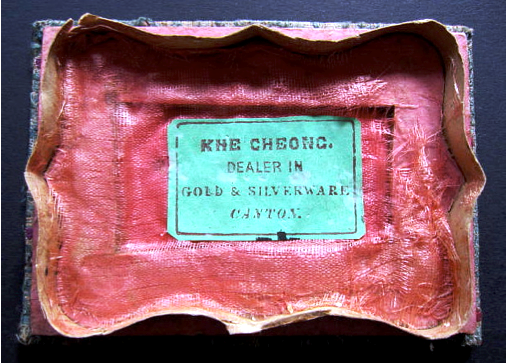 KHE CHEONG.
DEALER IN
GOLD & SILVERWARE
CANTON.